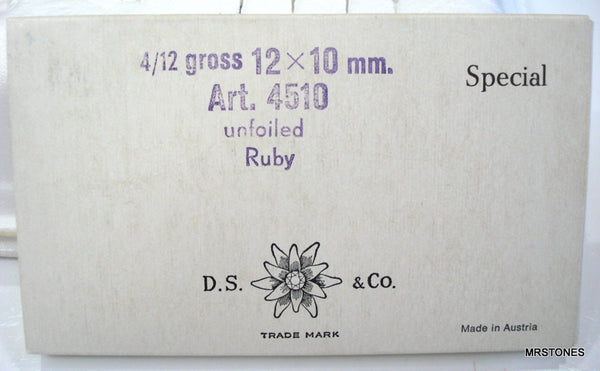 4/12 gross 12×10 mm.
Art. 4510
unfoiled
Ruby
Special
D.S. & Co.
TRADE MARK
Made in Austria
MRSTONES